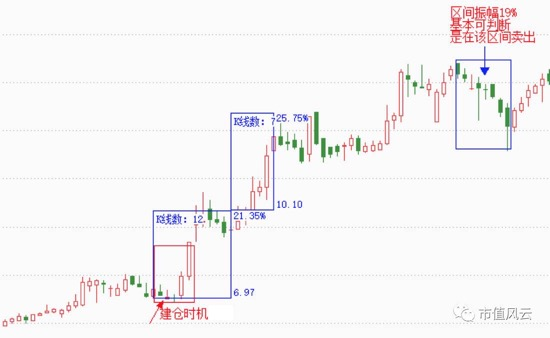 区间振幅19%
基本可判断
是在该区间卖出
K线数：7 25.75%
10.10
K线数：12. 21.35%
6.97
建仓时机
市值风云